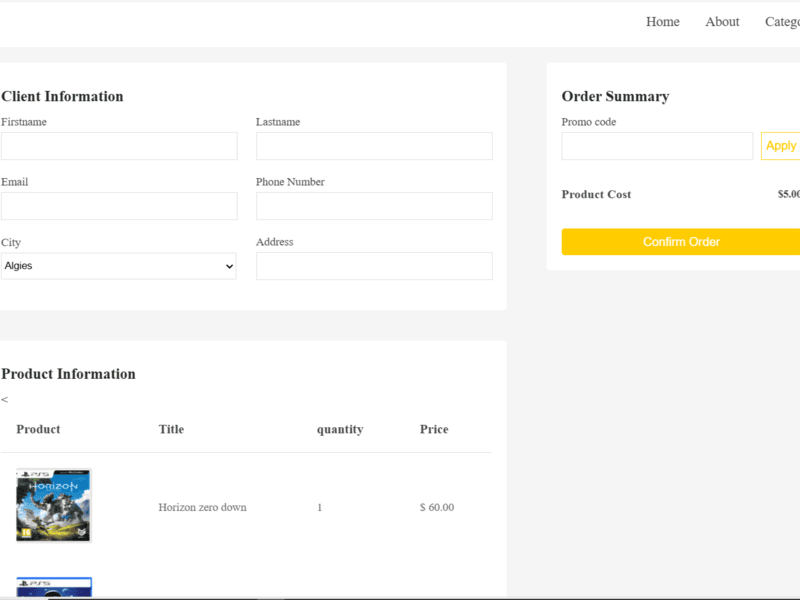 Home About Catego
Client Information
Firstname Lastname
Email Phone Number
City Address
Algies
Order Summary
Promo code
Apply
Product Cost $5.00
Confirm Order
Product Information
<
Product Title quantity Price
PS5
HORIZON
Horizon zero down 1 $ 60.00
PS5